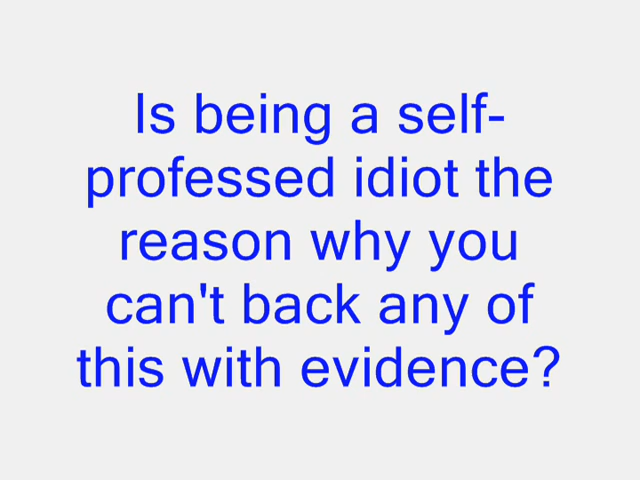 Is being a self-
professed idiot the
reason why you
can't back any of
this with evidence?